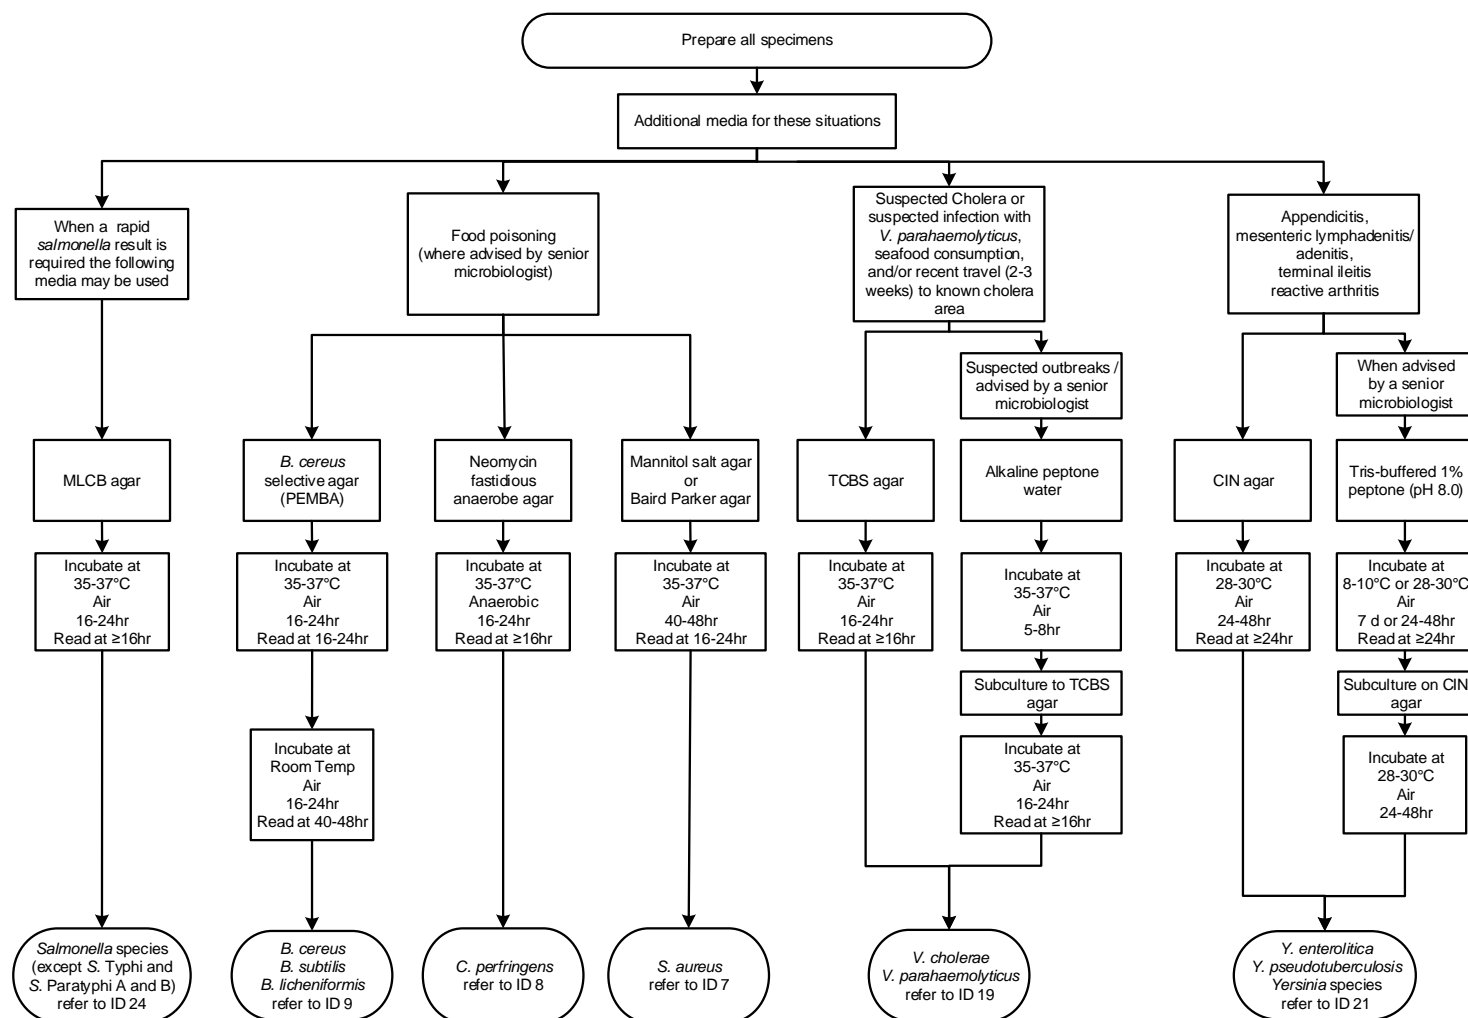 Prepare all specimens
Additional media for these situations
When a rapid
salmonella result is
required the following
media may be used
Food poisoning
(where advised by senior
microbiologist)
Suspected Cholera or
suspected infection with
V. parahaemolyticus,
seafood consumption,
and/or recent travel (2-3
weeks) to known cholera
area
Appendicitis,
mesenteric lymphadenitis/
adenitis,
terminal ileitis
reactive arthritis
Suspected outbreaks /
advised by a senior
microbiologist
When advised
by a senior
microbiologist
MLCB agar
B. cereus
selective agar
(PEMBA)
Neomycin
fastidious
anaerobe agar
Mannitol salt agar
or
Baird Parker agar
TCBS agar
Alkaline peptone
water
CIN agar
Tris-buffered 1%
peptone (pH 8.0)
Incubate at
35-37°C
Air
16-24hr
Read at ≥16hr
Incubate at
35-37°C
Air
16-24hr
Read at 16-24hr
Incubate at
35-37°C
Anaerobic
16-24hr
Read at ≥16hr
Incubate at
35-37°C
Air
40-48hr
Read at 16-24hr
Incubate at
35-37°C
Air
16-24hr
Read at ≥16hr
Incubate at
35-37°C
Air
5-8hr
Incubate at
28-30°C
Air
24-48hr
Read at ≥24hr
Incubate at
8-10°C or 28-30°C
Air
7 d or 24-48hr
Read at ≥24hr
Subculture to TCBS
agar
Subculture on CIN
agar
Incubate at
Room Temp
Air
16-24hr
Read at 40-48hr
Incubate at
35-37°C
Air
16-24hr
Read at ≥16hr
Incubate at
28-30°C
Air
24-48hr
Salmonella species
(except S. Typhi and
S. Paratyphi A and B)
refer to ID 24
B. cereus
B. subtilis
B. licheniformis
refer to ID 9
C. perfringens
refer to ID 8
S. aureus
refer to ID 7
V. cholerae
V. parahaemolyticus
refer to ID 19
Y. enterolitica
Y. pseudotuberculosis
Yersinia species
refer to ID 21